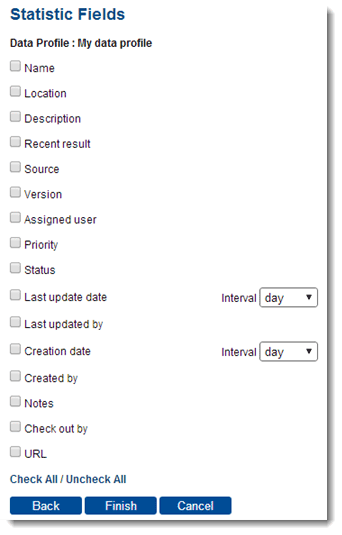 Statistic Fields
Data Profile : My data profile
Name
Location
Description
Recent result
Source
Version
Assigned user
Priority
Status
Last update date Interval day
Last updated by
Creation date Interval day
Created by
Notes
Check out by
URL
Check All / Uncheck All
Back Finish Cancel